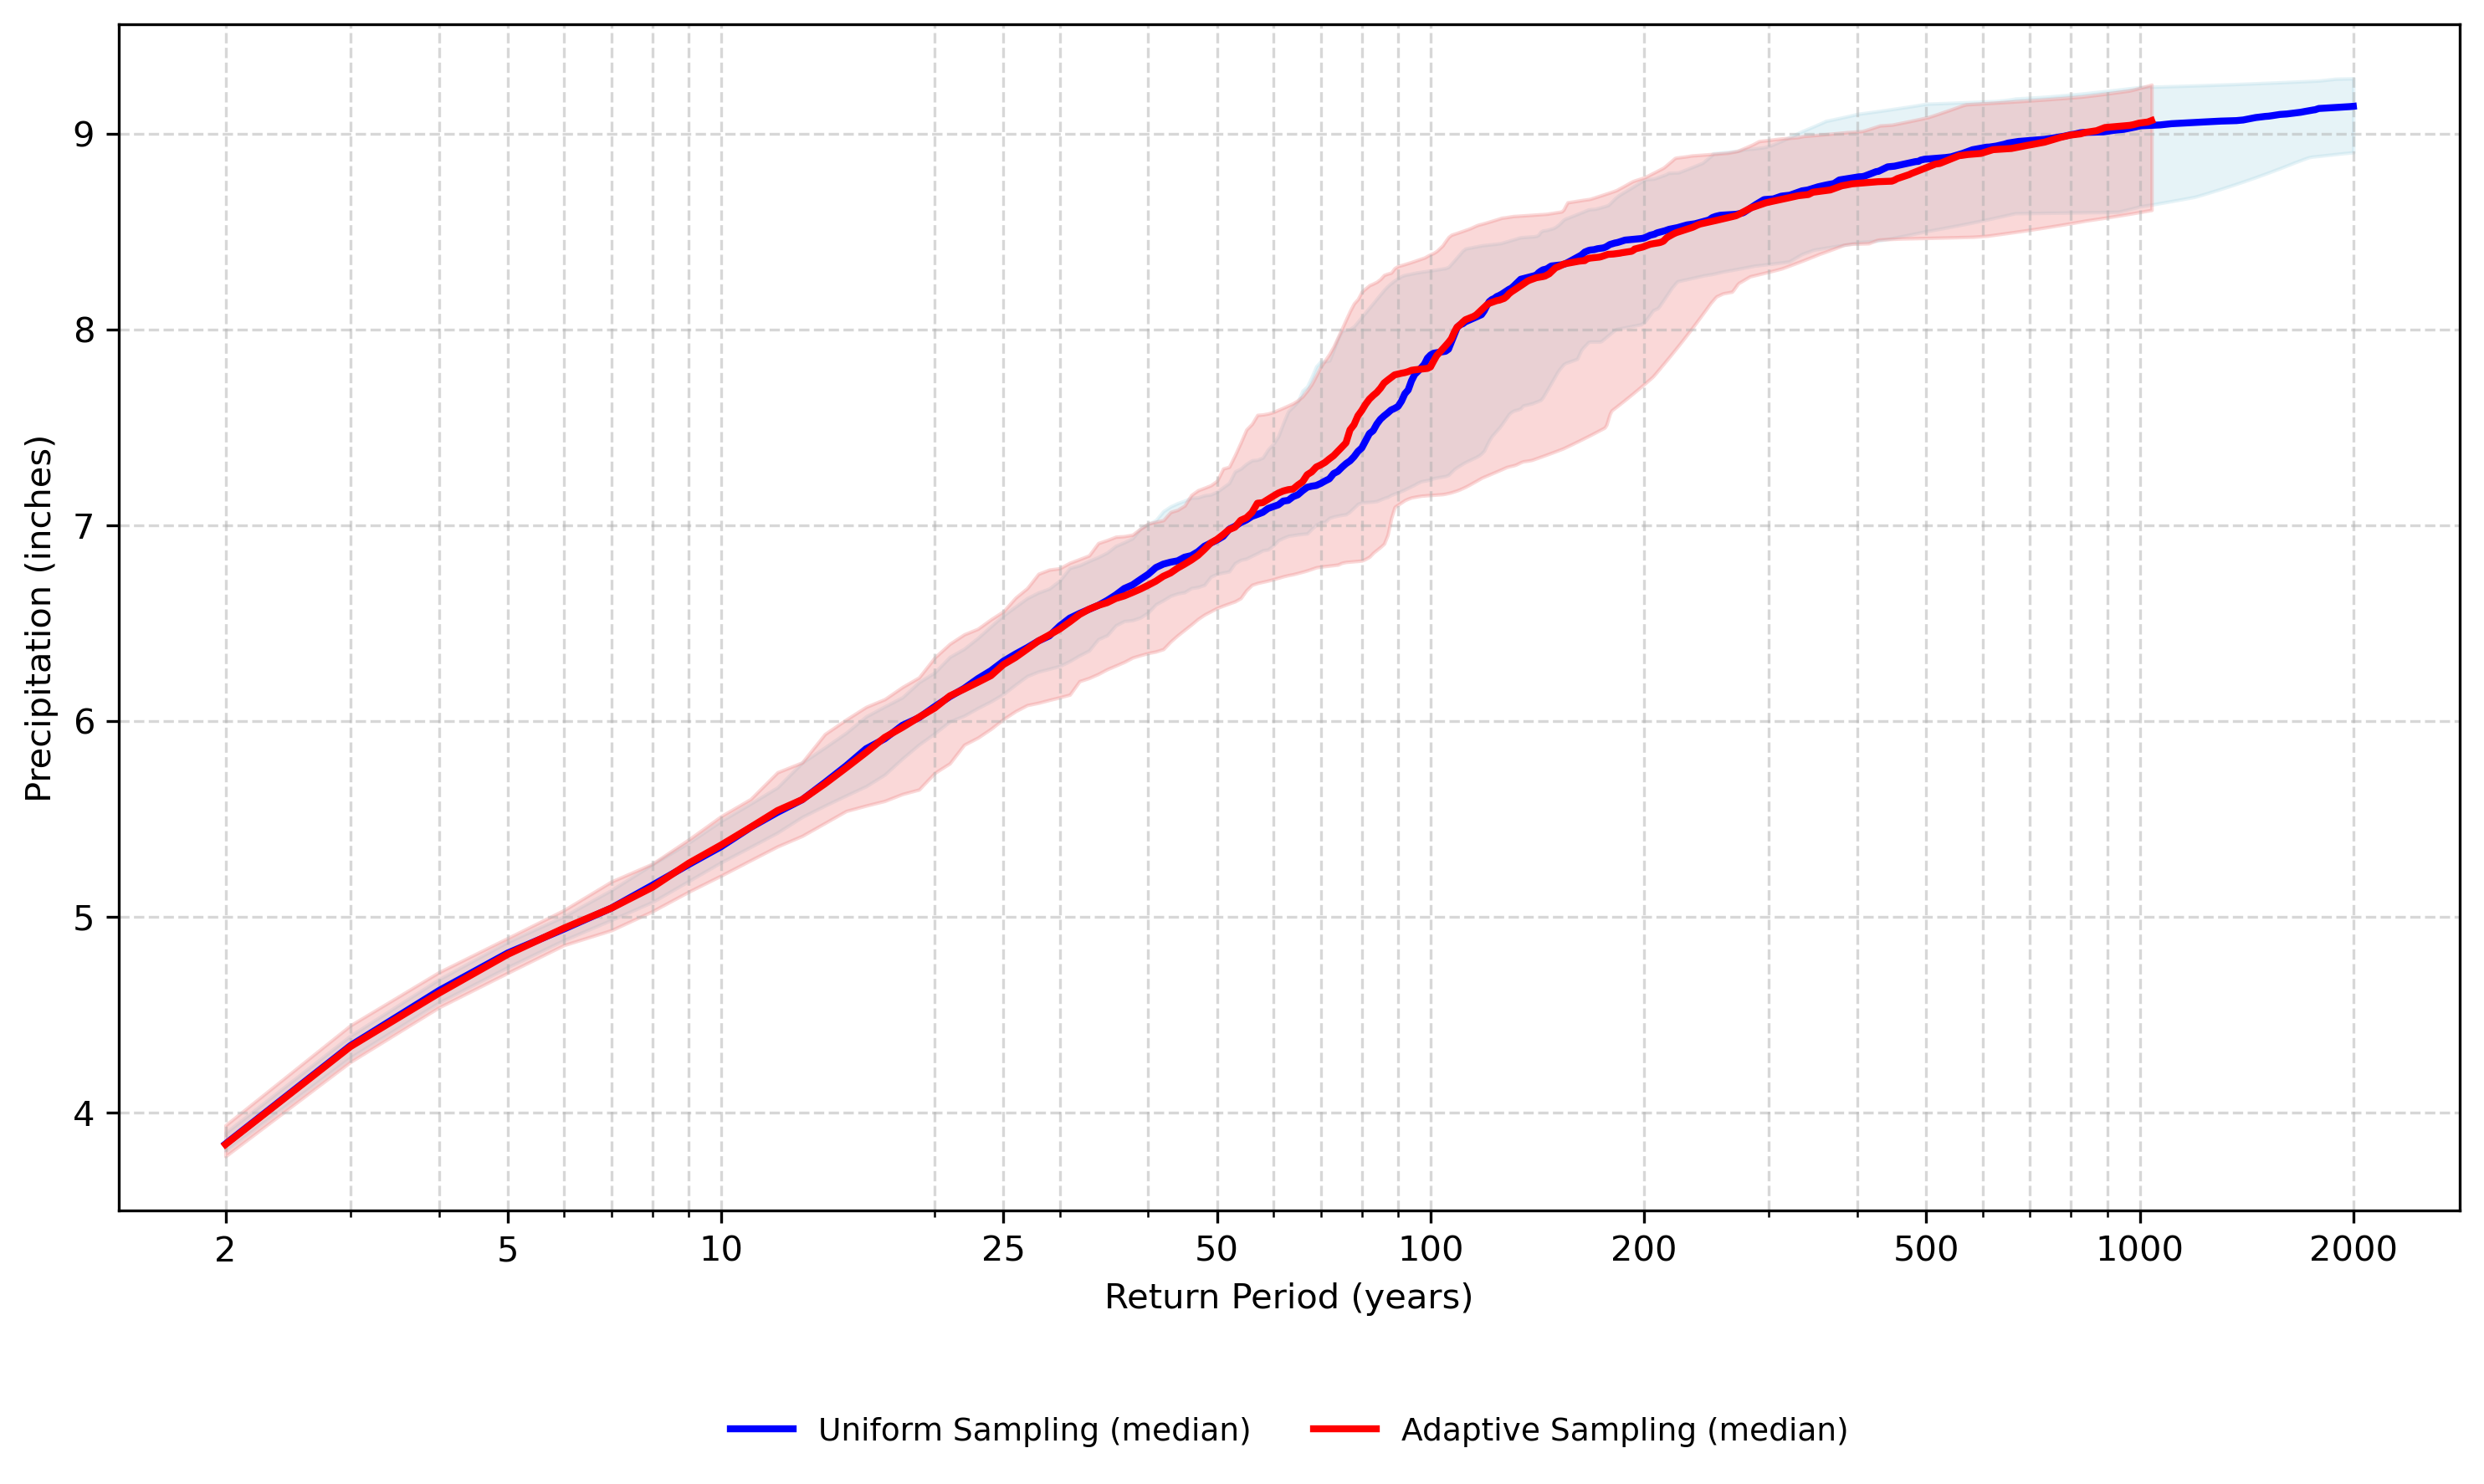 9
8
7
6
5
4
Precipitation (inches)
2 5 10 25 50 100 200 500 1000 2000
Return Period (years)
Uniform Sampling (median) Adaptive Sampling (median)